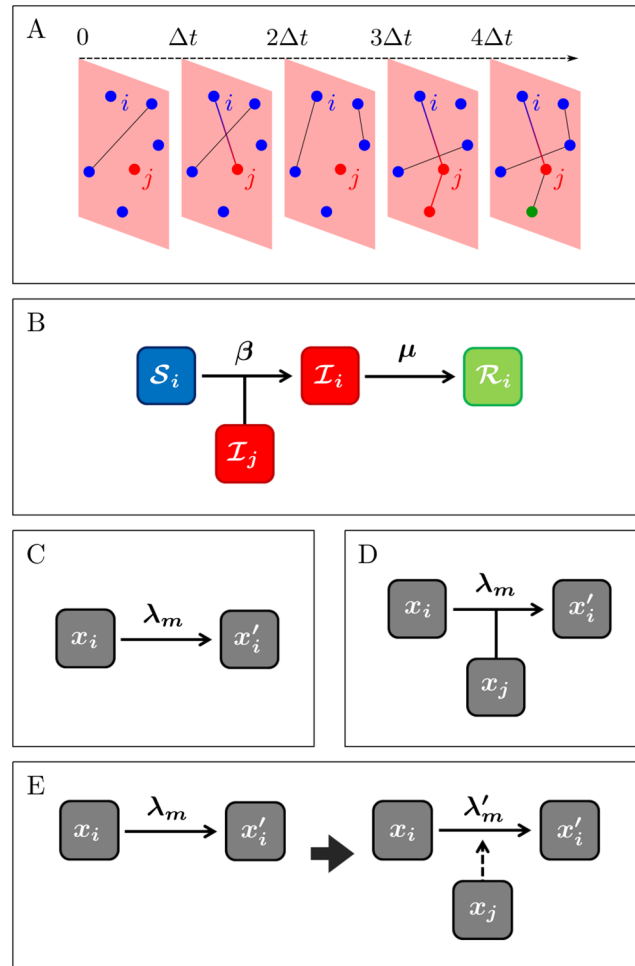 A
0 Δt 2Δt 3Δt 4Δt
i i i i
j j j j j
B
β μ
𝒮ᵢ ℐᵢ ℛᵢ
ℐⱼ
C
λₘ
xᵢ x′ᵢ
D
λₘ
xᵢ x′ᵢ
xⱼ
E
λₘ λ′ₘ
xᵢ x′ᵢ xᵢ x′ᵢ
xⱼ